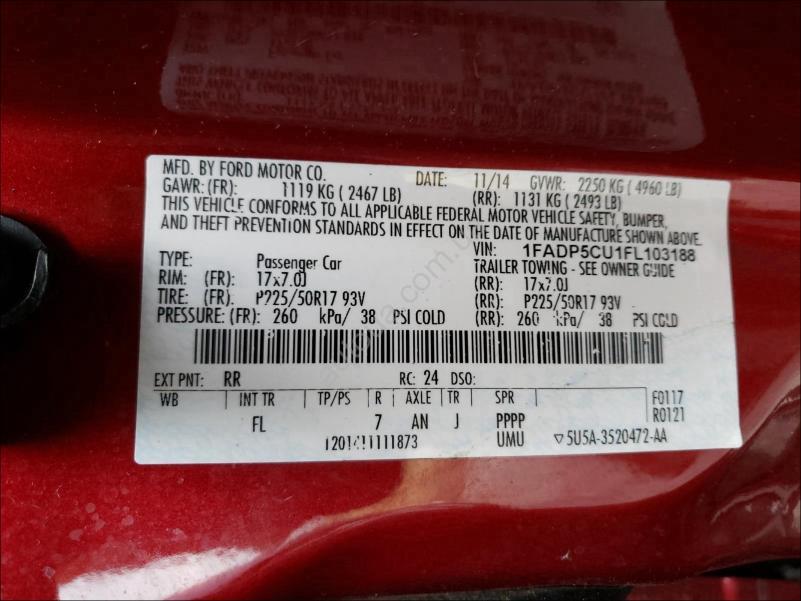 MFD. BY FORD MOTOR CO. DATE: 11/14 GVWR: 2250 KG ( 4960 LB)
GAWR: (FR): 1119 KG ( 2467 LB) (RR): 1131 KG ( 2493 LB)
THIS VEHICLE CONFORMS TO ALL APPLICABLE FEDERAL MOTOR VEHICLE SAFETY, BUMPER,
AND THEFT PREVENTION STANDARDS IN EFFECT ON THE DATE OF MANUFACTURE SHOWN ABOVE.
VIN: 1FADP5CU1FL103188
TYPE: Passenger Car TRAILER TOWING - SEE OWNER GUIDE
RIM: (FR): 17x7.0J (RR): 17x7.0J
TIRE: (FR): P225/50R17 93V (RR): P225/50R17 93V
PRESSURE: (FR): 260 kPa/ 38 PSI COLD (RR): 260 kPa/ 38 PSI COLD
EXT PNT: RR RC: 24 DSO:
WB INT TR TP/PS R AXLE TR SPR F0117
R0121
FL 7 AN J PPPP
UMU ▽5U5A-3520472-AA